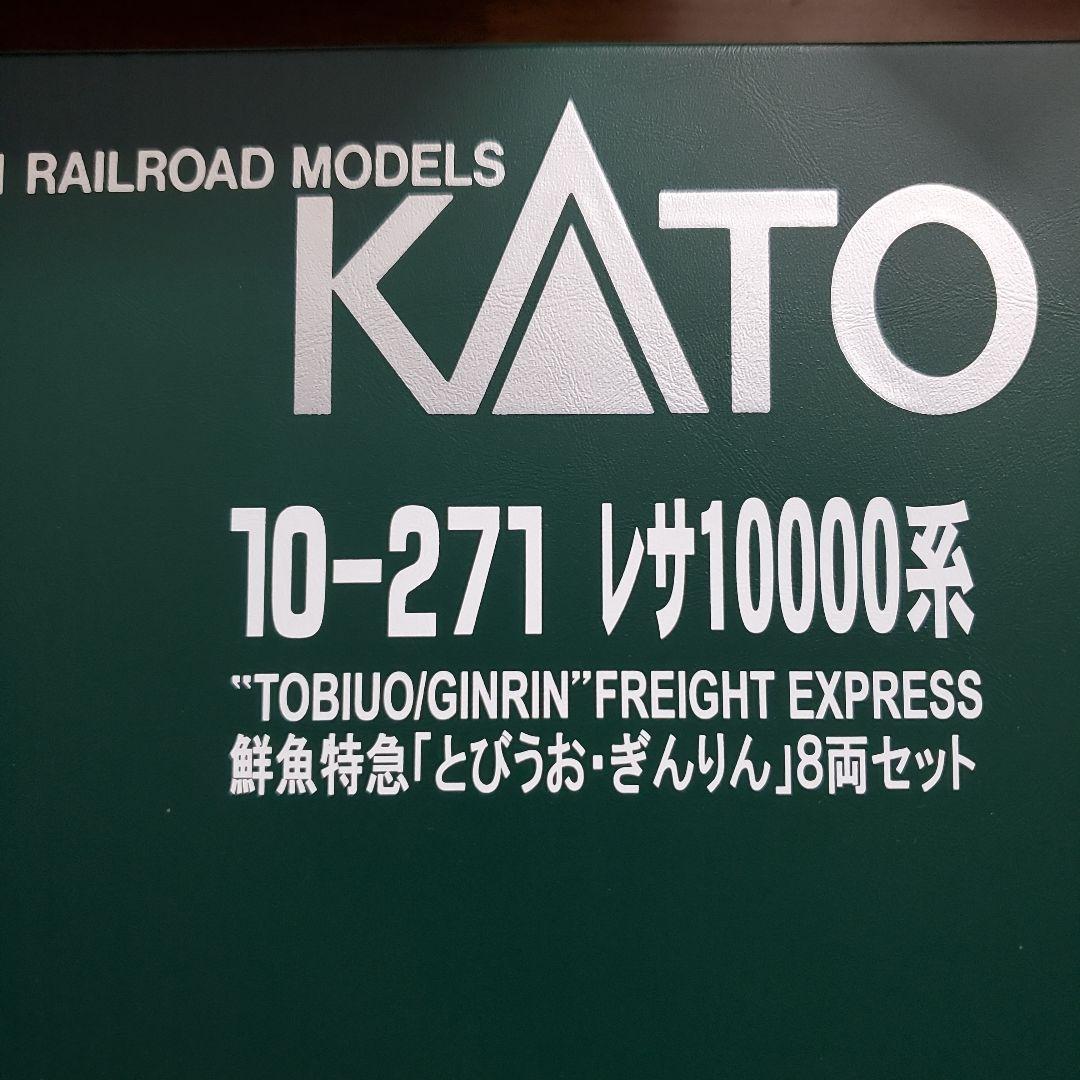 RAILROAD MODELS
KATO
10-271 レサ10000系
“TOBIUO/GINRIN”FREIGHT EXPRESS
鮮魚特急「とびうお・ぎんりん」8両セット